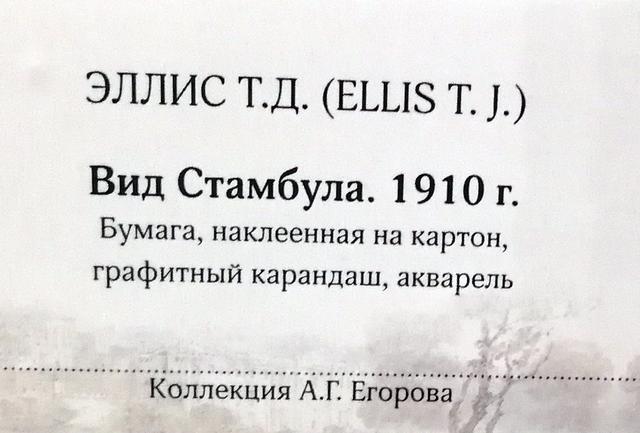 ЭЛЛИС Т.Д. (ELLIS T. J.)
Вид Стамбула. 1910 г.
Бумага, наклеенная на картон,
графитный карандаш, акварель
Коллекция А.Г. Егорова